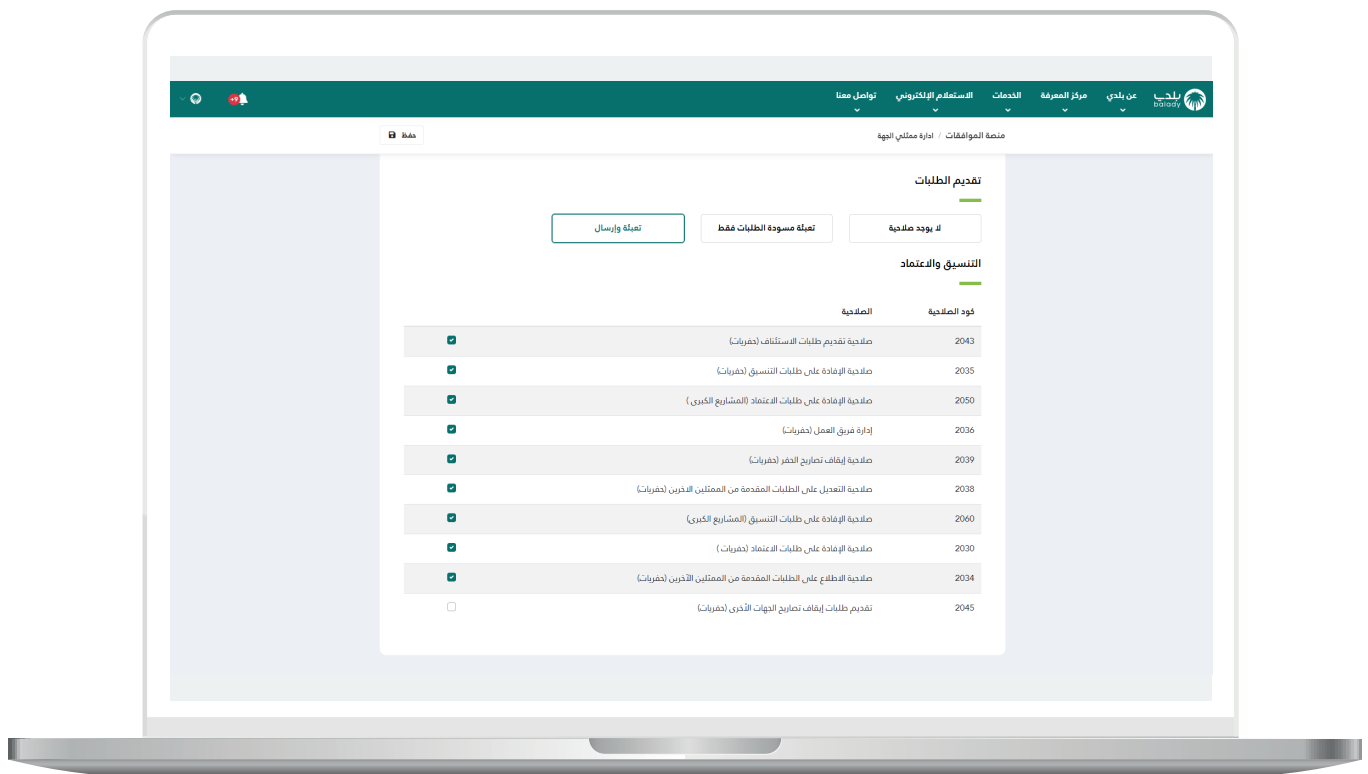 بلدي
balady
عن بلدي
مركز المعرفة
الخدمات
الاستعلام الإلكتروني
تواصل معنا
+9
منصة الموافقات / ادارة ممثلي الجهة
حفظ
تقديم الطلبات
لا يوجد صلاحية
تعبئة مسودة الطلبات فقط
تعبئة وإرسال
التنسيق والاعتماد
كود الصلاحية الصلاحية
2043 صلاحية تقديم طلبات الاستئناف (حفريات)
2035 صلاحية الإفادة على طلبات التنسيق (حفريات)
2050 صلاحية الإفادة على طلبات الاعتماد (المشاريع الكبرى )
2036 إدارة فريق العمل (حفريات)
2039 صلاحية إيقاف تصاريح الحفر (حفريات)
2038 صلاحية التعديل على الطلبات المقدمة من الممثلين الاخرين (حفريات)
2060 صلاحية الإفادة على طلبات التنسيق (المشاريع الكبرى)
2030 صلاحية الإفادة على طلبات الاعتماد (حفريات )
2034 صلاحية الاطلاع على الطلبات المقدمة من الممثلين الآخرين (حفريات)
2045 تقديم طلبات إيقاف تصاريح الجهات الأخرى (حفريات)